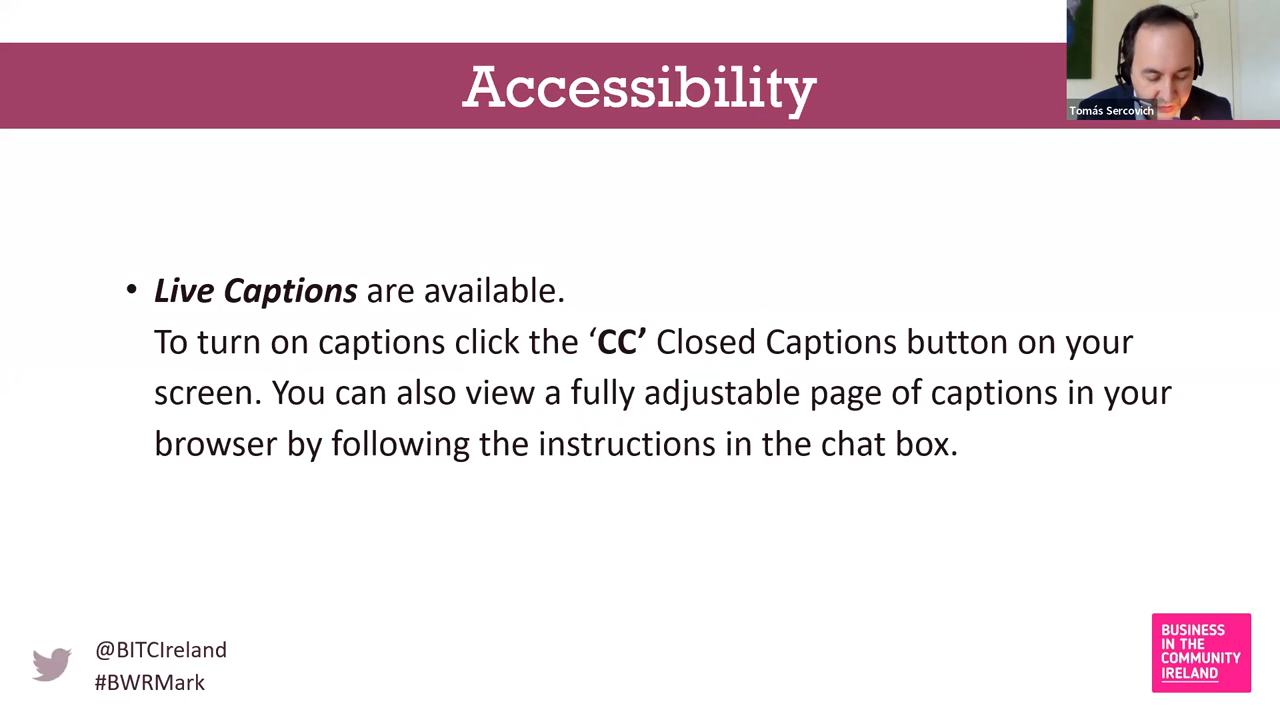 Accessibility
Tomás Sercovich
• Live Captions are available.
To turn on captions click the ‘CC’ Closed Captions button on your
screen. You can also view a fully adjustable page of captions in your
browser by following the instructions in the chat box.
@BITCIreland
#BWRMark
BUSINESS
IN THE
COMMUNITY
IRELAND